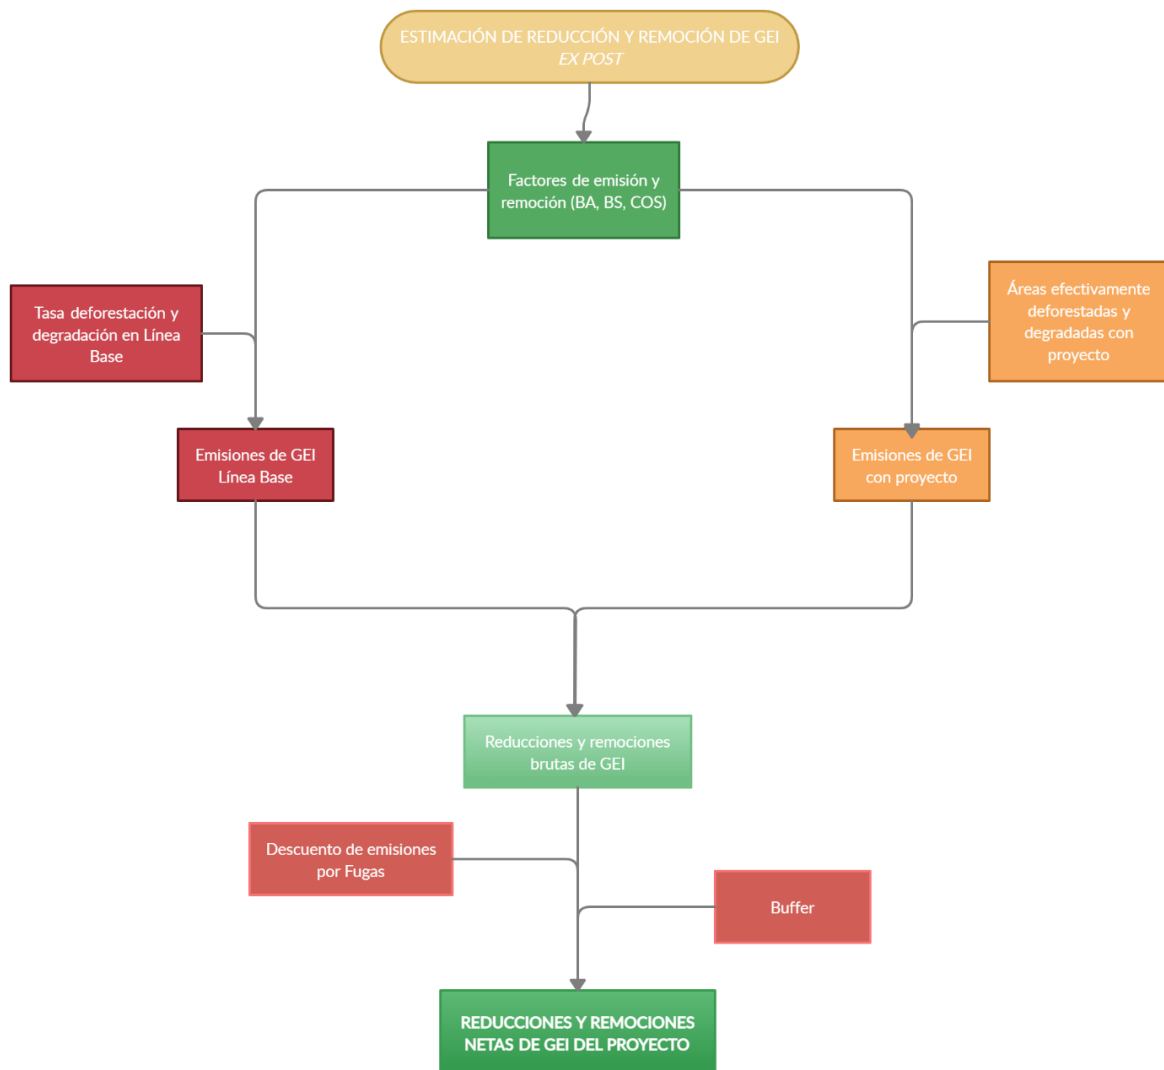 ESTIMACIÓN DE REDUCCIÓN Y REMOCIÓN DE GEI
EX POST
Factores de emisión y
remoción (BA, BS, COS)
Tasa deforestación y
degradación en Línea
Base
Áreas efectivamente
deforestadas y
degradadas con
proyecto
Emisiones de GEI
Línea Base
Emisiones de GEI
con proyecto
Reducciones y remociones
brutas de GEI
Descuento de emisiones
por Fugas
Buffer
REDUCCIONES Y REMOCIONES
NETAS DE GEI DEL PROYECTO